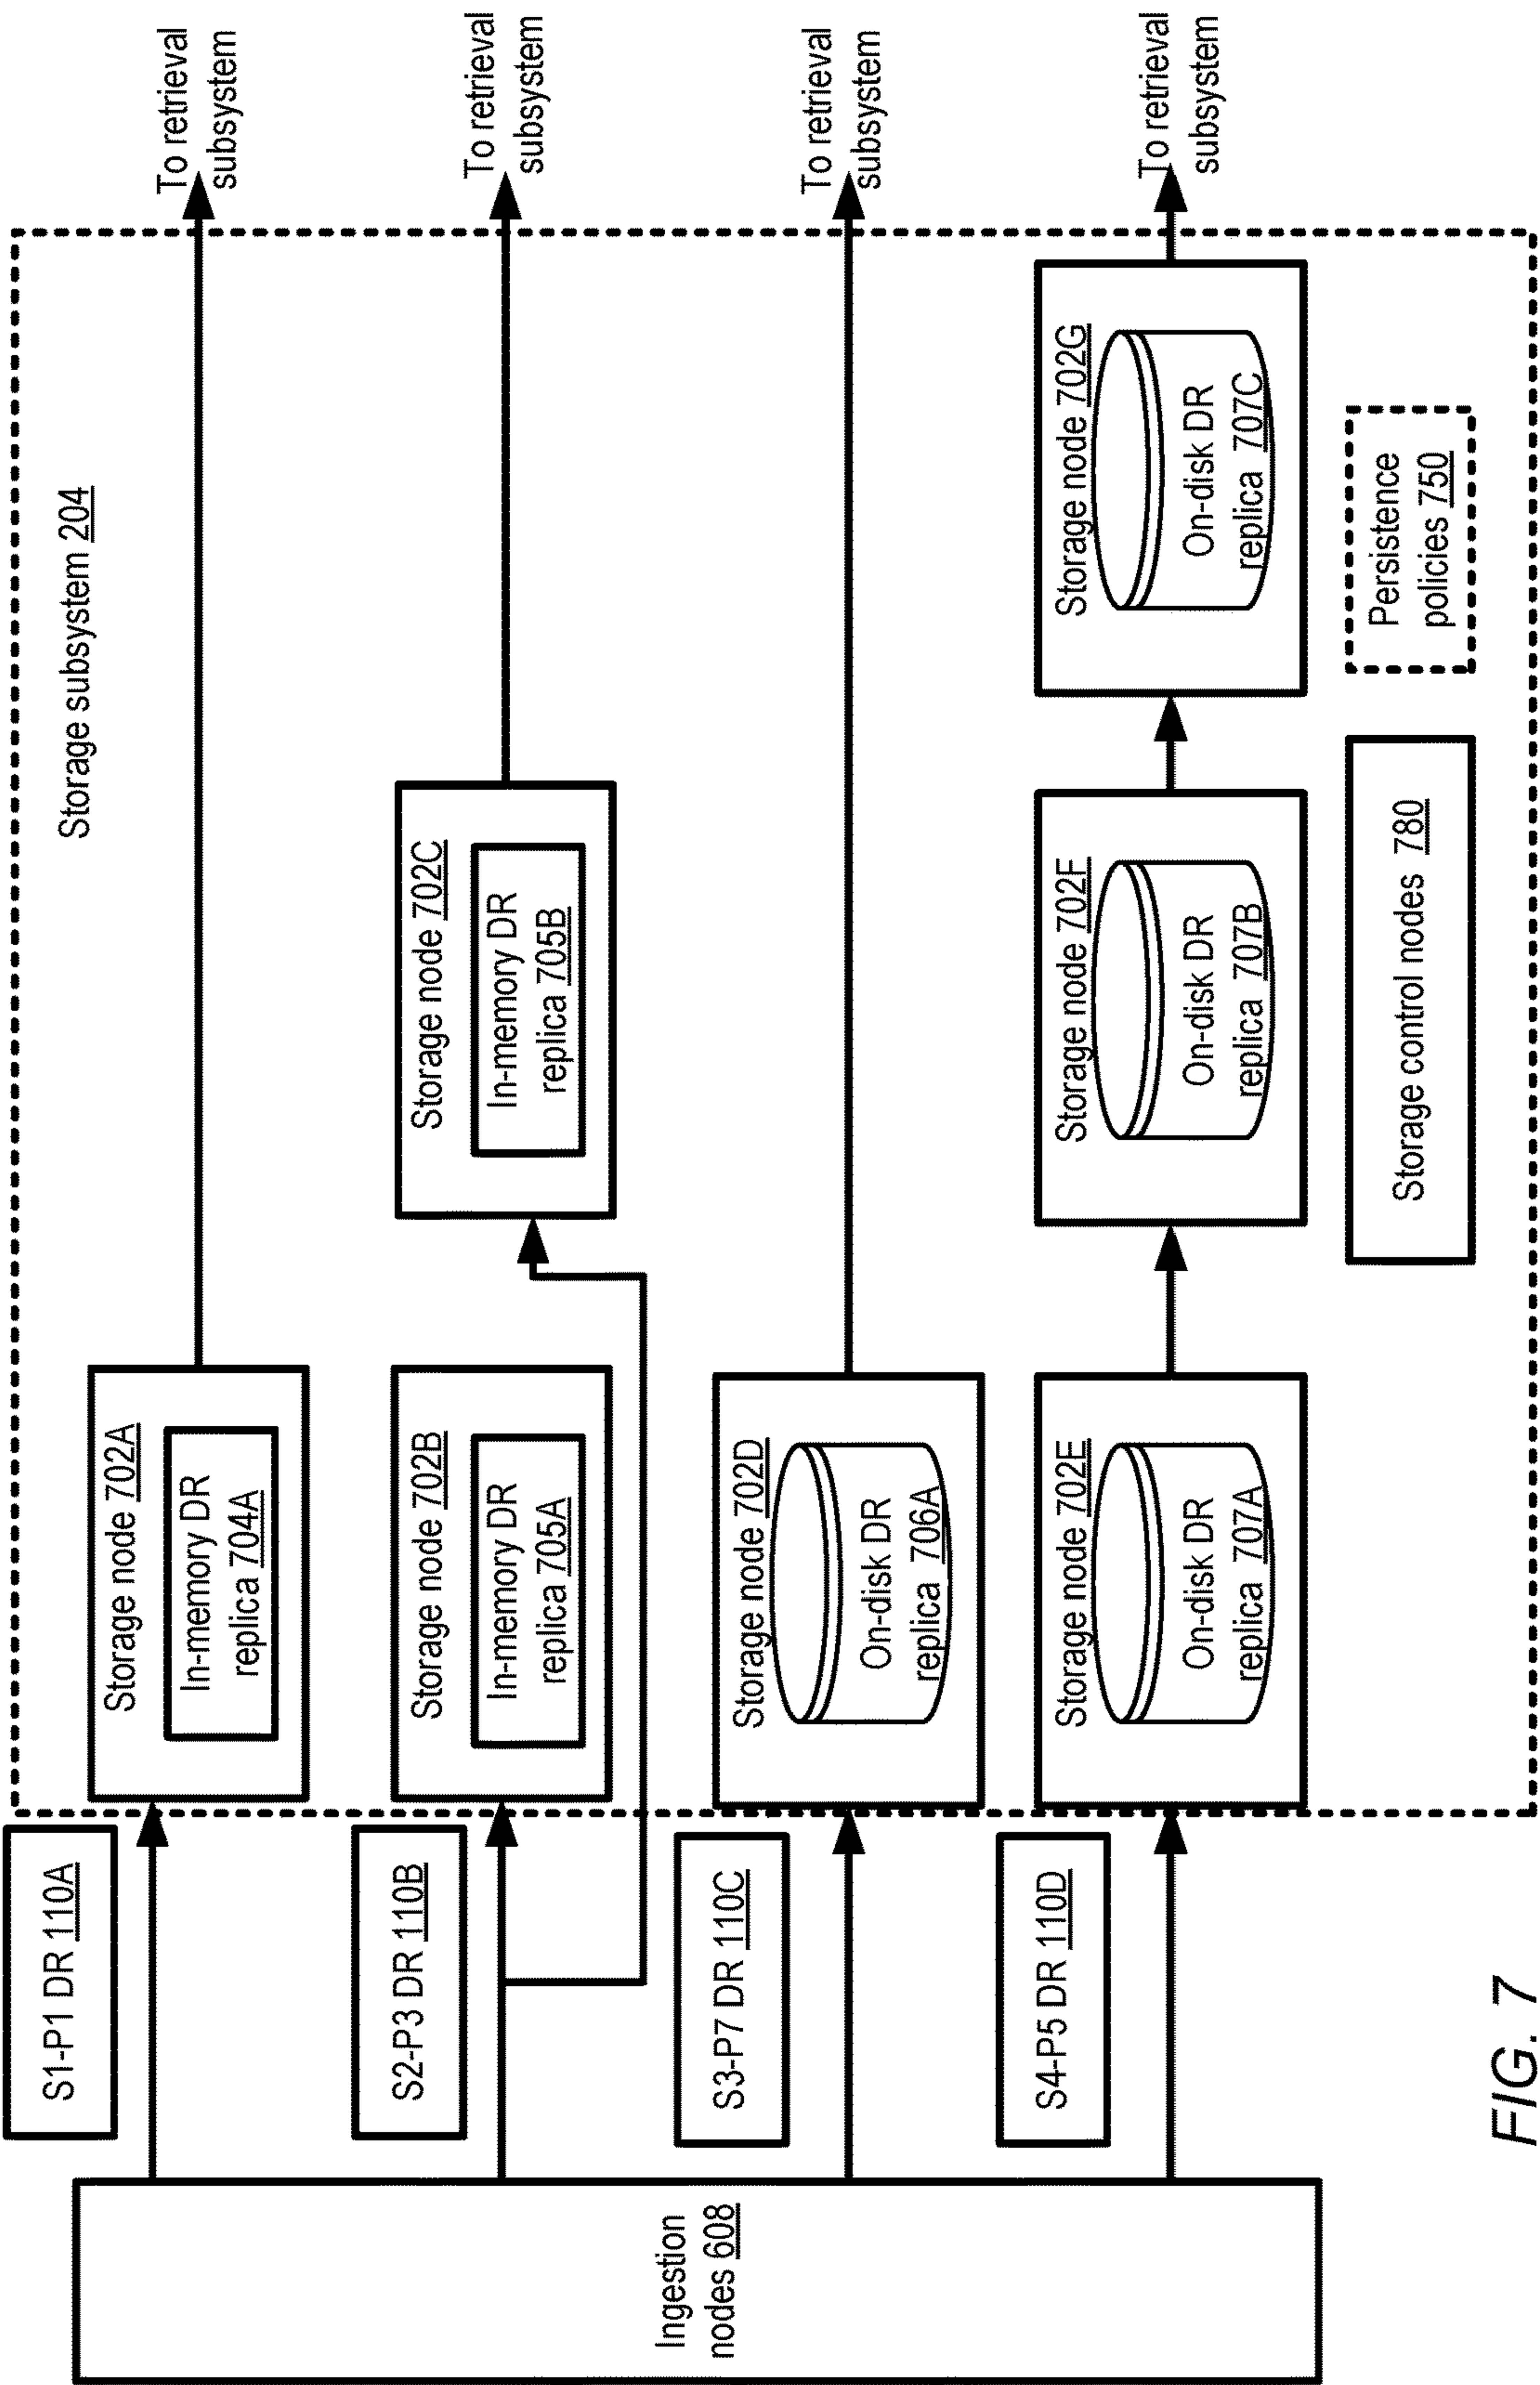 Storage subsystem 204
Ingestion
nodes 608
S1-P1 DR 110A
Storage node 702A
In-memory DR
replica 704A
To retrieval
subsystem
S2-P3 DR 110B
Storage node 702B
In-memory DR
replica 705A
Storage node 702C
In-memory DR
replica 705B
To retrieval
subsystem
S3-P7 DR 110C
Storage node 702D
On-disk DR
replica 706A
To retrieval
subsystem
S4-P5 DR 110D
Storage node 702E
On-disk DR
replica 707A
Storage node 702F
On-disk DR
replica 707B
Storage node 702G
On-disk DR
replica 707C
To retrieval
subsystem
Storage control nodes 780
Persistence
policies 750
FIG. 7